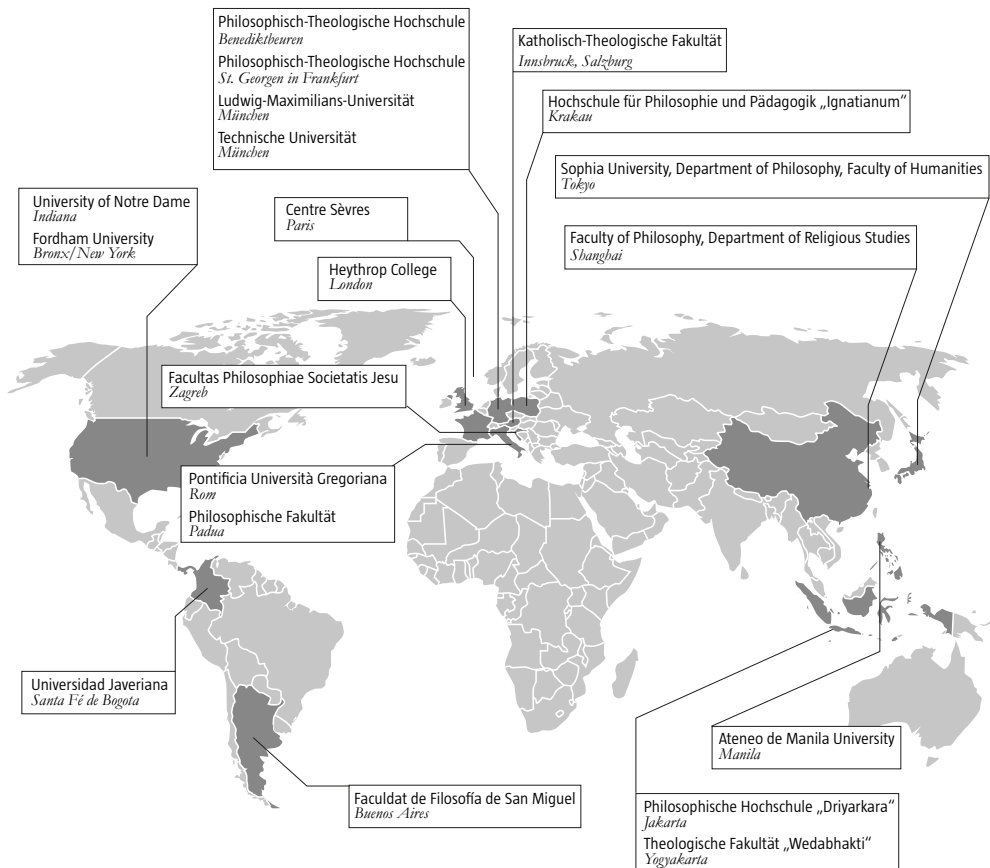 Philosophisch-Theologische Hochschule
Benediktbeuren
Philosophisch-Theologische Hochschule
St. Georgen in Frankfurt
Ludwig-Maximilians-Universität
München
Technische Universität
München
Katholisch-Theologische Fakultät
Innsbruck, Salzburg
Hochschule für Philosophie und Pädagogik „Ignatianum“
Krakau
Sophia University, Department of Philosophy, Faculty of Humanities
Tokyo
University of Notre Dame
Indiana
Fordham University
Bronx/New York
Centre Sèvres
Paris
Faculty of Philosophy, Department of Religious Studies
Shanghai
Heythrop College
London
Facultas Philosophiae Societatis Jesu
Zagreb
Pontificia Università Gregoriana
Rom
Philosophische Fakultät
Padua
Universidad Javeriana
Santa Fé de Bogota
Ateneo de Manila University
Manila
Faculdat de Filosofía de San Miguel
Buenos Aires
Philosophische Hochschule „Driyarkara“
Jakarta
Theologische Fakultät „Wedabhakti“
Yogyakarta